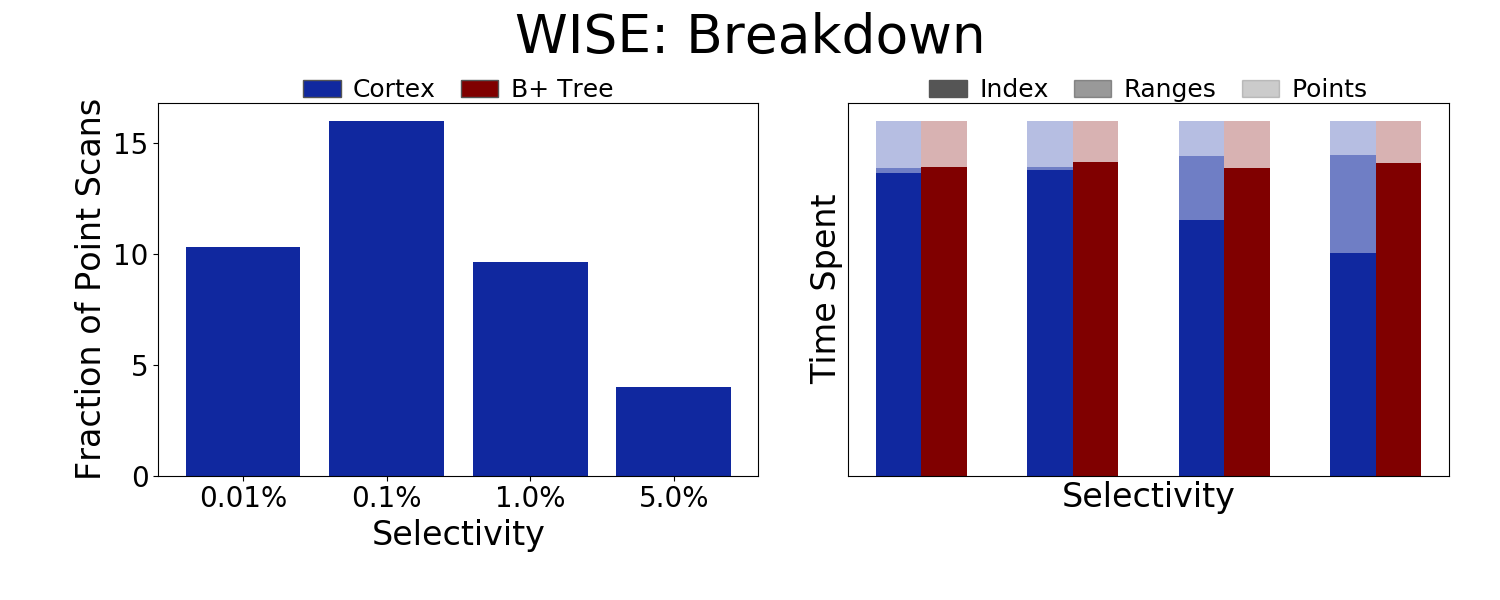 WISE: Breakdown
Cortex B+ Tree
Fraction of Point Scans
15
10
5
0
0.01% 0.1% 1.0% 5.0%
Selectivity
Index Ranges Points
Time Spent
Selectivity